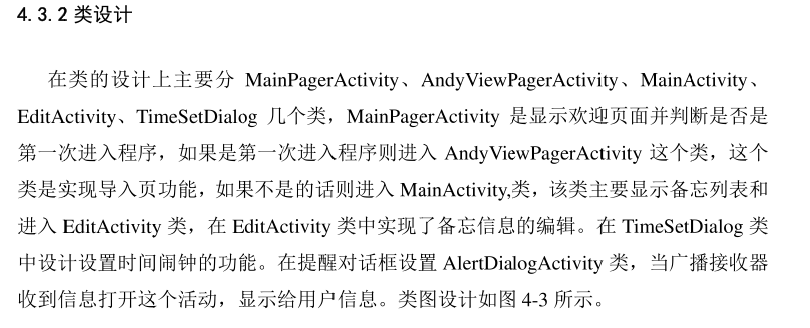 4.3.2 类设计
在类的设计上主要分 MainPagerActivity、AndyViewPagerActivity、MainActivity、
EditActivity、TimeSetDialog 几个类，MainPagerActivity 是显示欢迎页面并判断是否是
第一次进入程序，如果是第一次进入程序则进入 AndyViewPagerActivity 这个类，这个
类是实现导入页功能，如果不是的话则进入 MainActivity,类，该类主要显示备忘列表和
进入 EditActivity 类，在 EditActivity 类中实现了备忘信息的编辑。在 TimeSetDialog 类
中设计设置时间闹钟的功能。在提醒对话框设置 AlertDialogActivity 类，当广播接收器
收到信息打开这个活动，显示给用户信息。类图设计如图 4-3 所示。